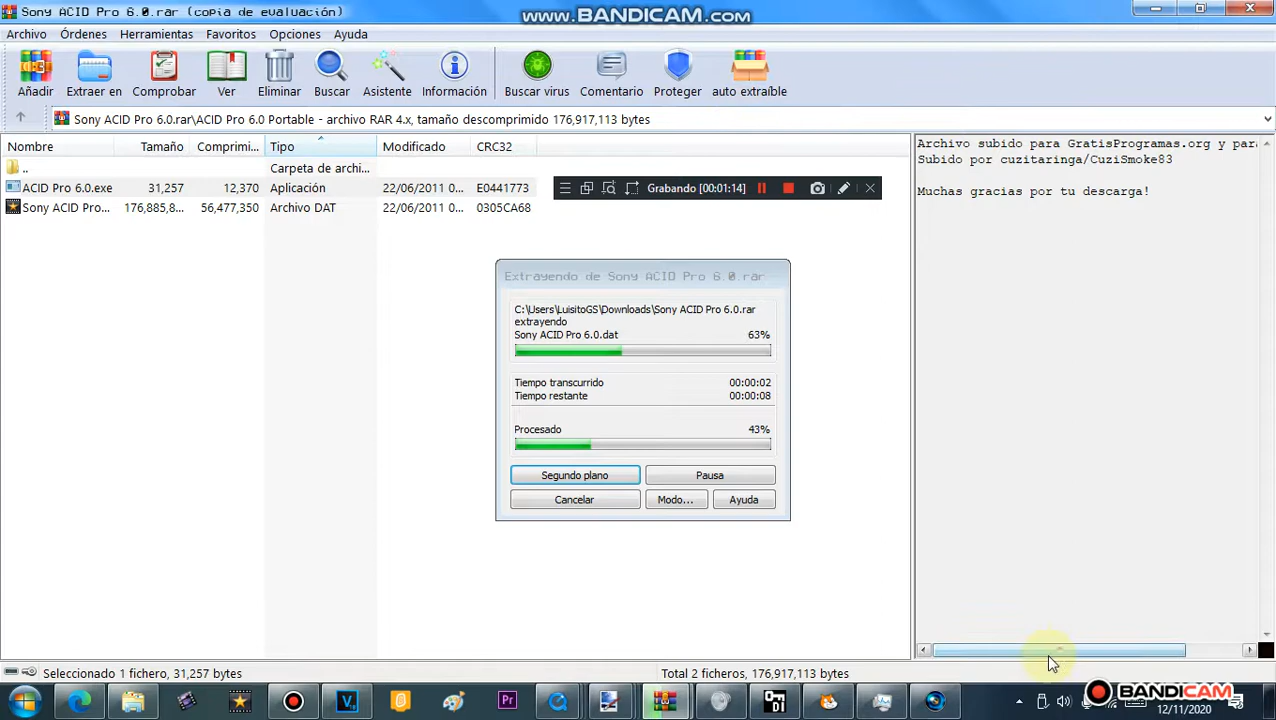 Sony ACID Pro 6.0.rar (copia de evaluación)
www.BANDICAM.com
Archivo Órdenes Herramientas Favoritos Opciones Ayuda
Añadir Extraer en Comprobar Ver Eliminar Buscar Asistente Información Buscar virus Comentario Proteger auto extraíble
Sony ACID Pro 6.0.rar\ACID Pro 6.0 Portable - archivo RAR 4.x, tamaño descomprimido 176,917,113 bytes
Nombre Tamaño Comprimi... Tipo Modificado CRC32
.. Carpeta de archi...
ACID Pro 6.0.exe 31,257 12,370 Aplicación 22/06/2011 0... E0441773
Sony ACID Pro... 176,885,8... 56,477,350 Archivo DAT 22/06/2011 0... 0305CA68
Archivo subido para GratisProgramas.org y par
Subido por cuzitaringa/CuziSmoke83
Muchas gracias por tu descarga!
Grabando [00:01:14]
Extrayendo de Sony ACID Pro 6.0.rar
C:\Users\LuisitoGS\Downloads\Sony ACID Pro 6.0.rar
extrayendo
Sony ACID Pro 6.0.dat 63%
Tiempo transcurrido 00:00:02
Tiempo restante 00:00:08
Procesado 43%
Segundo plano Pausa
Cancelar Modo... Ayuda
Seleccionado 1 fichero, 31,257 bytes Total 2 ficheros, 176,917,113 bytes
V Pr DI
BANDICAM
12/11/2020